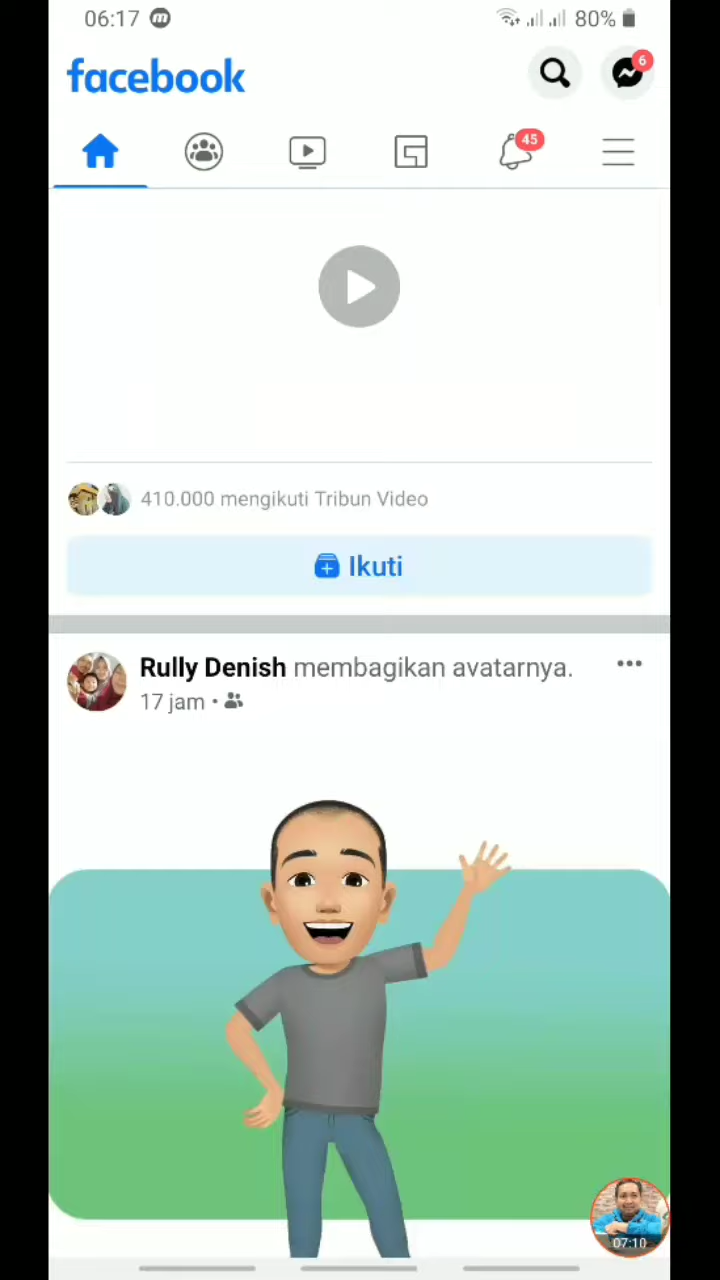 06:17 80%
facebook
6
45
410.000 mengikuti Tribun Video
Ikuti
Rully Denish membagikan avatarnya.
17 jam •
07:10